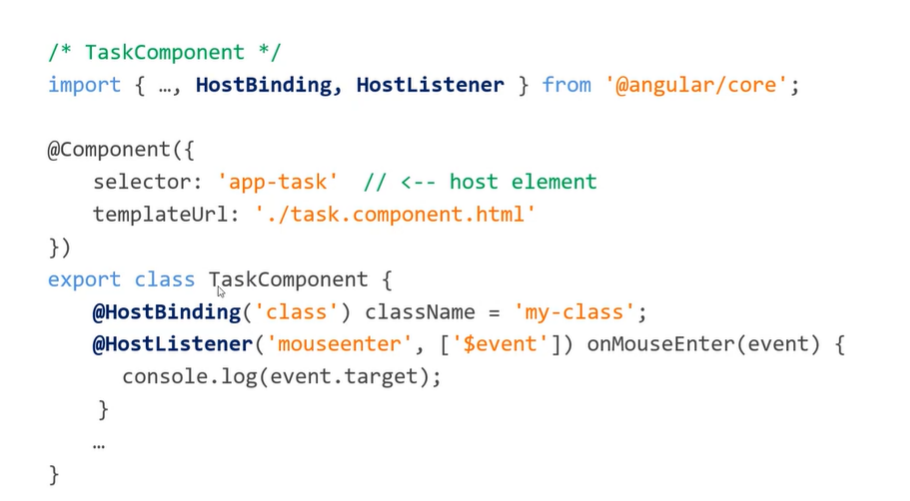 /* TaskComponent */
import { …, HostBinding, HostListener } from '@angular/core';
@Component({
selector: 'app-task' // <-- host element
templateUrl: './task.component.html'
})
export class TaskComponent {
@HostBinding('class') className = 'my-class';
@HostListener('mouseenter', ['$event']) onMouseEnter(event) {
console.log(event.target);
}
…
}